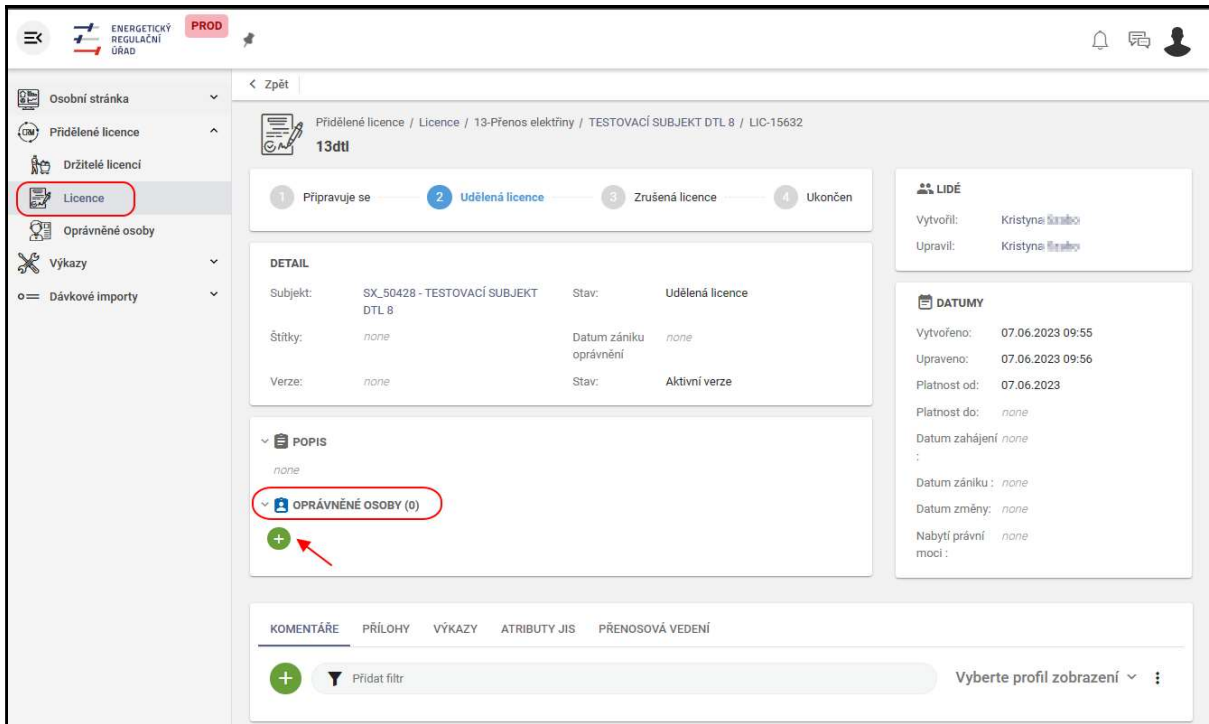 ENERGETICKÝ
REGULAČNÍ
ÚŘAD
PROD
Osobní stránka
Přidělené licence
CRM
Držitelé licencí
Licence
Oprávněné osoby
Výkazy
Dávkové importy
Zpět
Přidělené licence / Licence / 13-Přenos elektřiny / TESTOVACÍ SUBJEKT DTL 8 / LIC-15632
13dtl
1 Připravuje se 2 Udělená licence 3 Zrušená licence 4 Ukončen
DETAIL
Subjekt: SX_50428 - TESTOVACÍ SUBJEKT DTL 8 Stav: Udělená licence
Štítky: none Datum zániku oprávnění none
Verze: none Stav: Aktivní verze
POPIS
none
OPRÁVNĚNÉ OSOBY (0)
LIDÉ
Vytvořil: Kristyna
Upravil: Kristyna
DATUMY
Vytvořeno: 07.06.2023 09:55
Upraveno: 07.06.2023 09:56
Platnost od: 07.06.2023
Platnost do: none
Datum zahájení : none
Datum zániku : none
Datum změny: none
Nabytí právní moci : none
KOMENTÁŘE PŘÍLOHY VÝKAZY ATRIBUTY JIS PŘENOSOVÁ VEDENÍ
Přidat filtr
Vyberte profil zobrazení